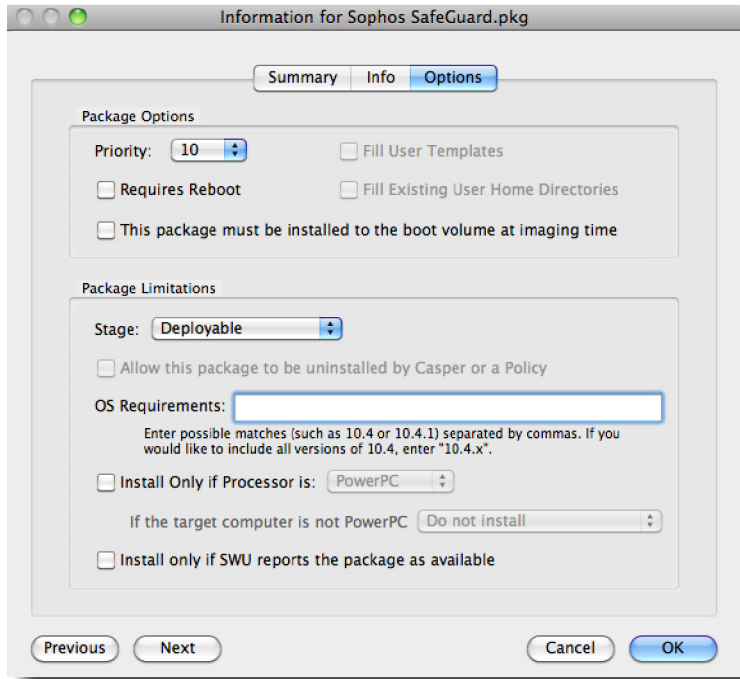 Information for Sophos SafeGuard.pkg
Summary Info Options
Package Options
Priority: 10 Fill User Templates
Requires Reboot Fill Existing User Home Directories
This package must be installed to the boot volume at imaging time
Package Limitations
Stage: Deployable
Allow this package to be uninstalled by Casper or a Policy
OS Requirements:
Enter possible matches (such as 10.4 or 10.4.1) separated by commas. If you
would like to include all versions of 10.4, enter "10.4.x".
Install Only if Processor is: PowerPC
If the target computer is not PowerPC Do not install
Install only if SWU reports the package as available
Previous Next Cancel OK